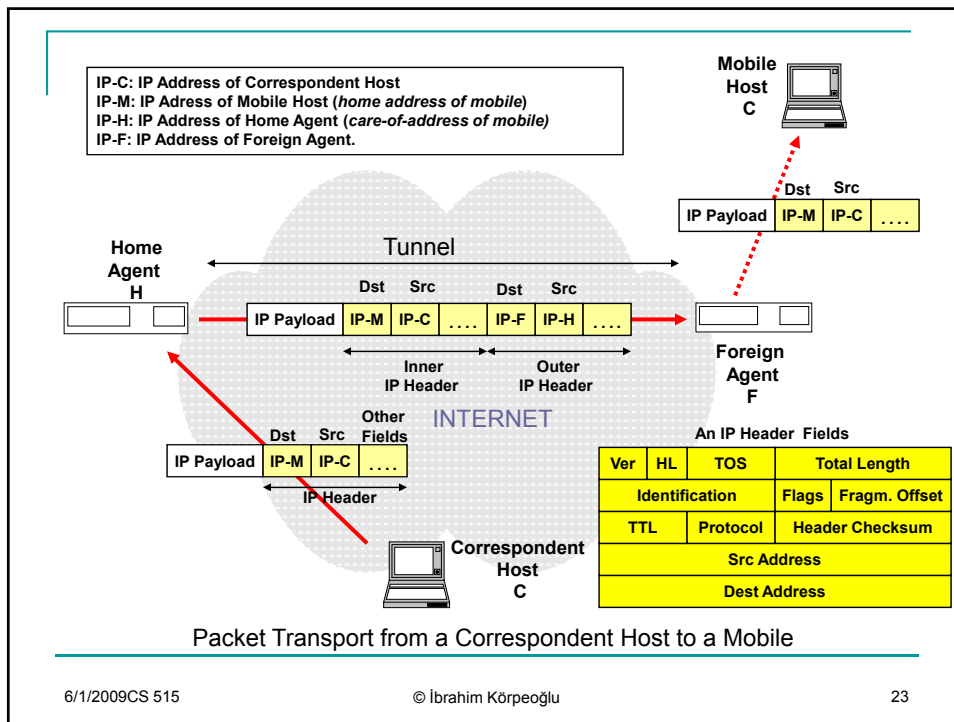 IP-C: IP Address of Correspondent Host
IP-M: IP Adress of Mobile Host (home address of mobile)
IP-H: IP Address of Home Agent (care-of-address of mobile)
IP-F: IP Address of Foreign Agent.
Mobile
Host
C
Dst Src
IP Payload IP-M IP-C ....
Home
Agent
H
Tunnel
Dst Src Dst Src
IP Payload IP-M IP-C .... IP-F IP-H ....
Inner
IP Header
Outer
IP Header
Foreign
Agent
F
INTERNET
Dst Src Other
Fields
IP Payload IP-M IP-C ....
IP Header
Correspondent
Host
C
An IP Header Fields
Ver HL TOS Total Length
Identification Flags Fragm. Offset
TTL Protocol Header Checksum
Src Address
Dest Address
Packet Transport from a Correspondent Host to a Mobile
6/1/2009CS 515 © İbrahim Körpeoğlu 23